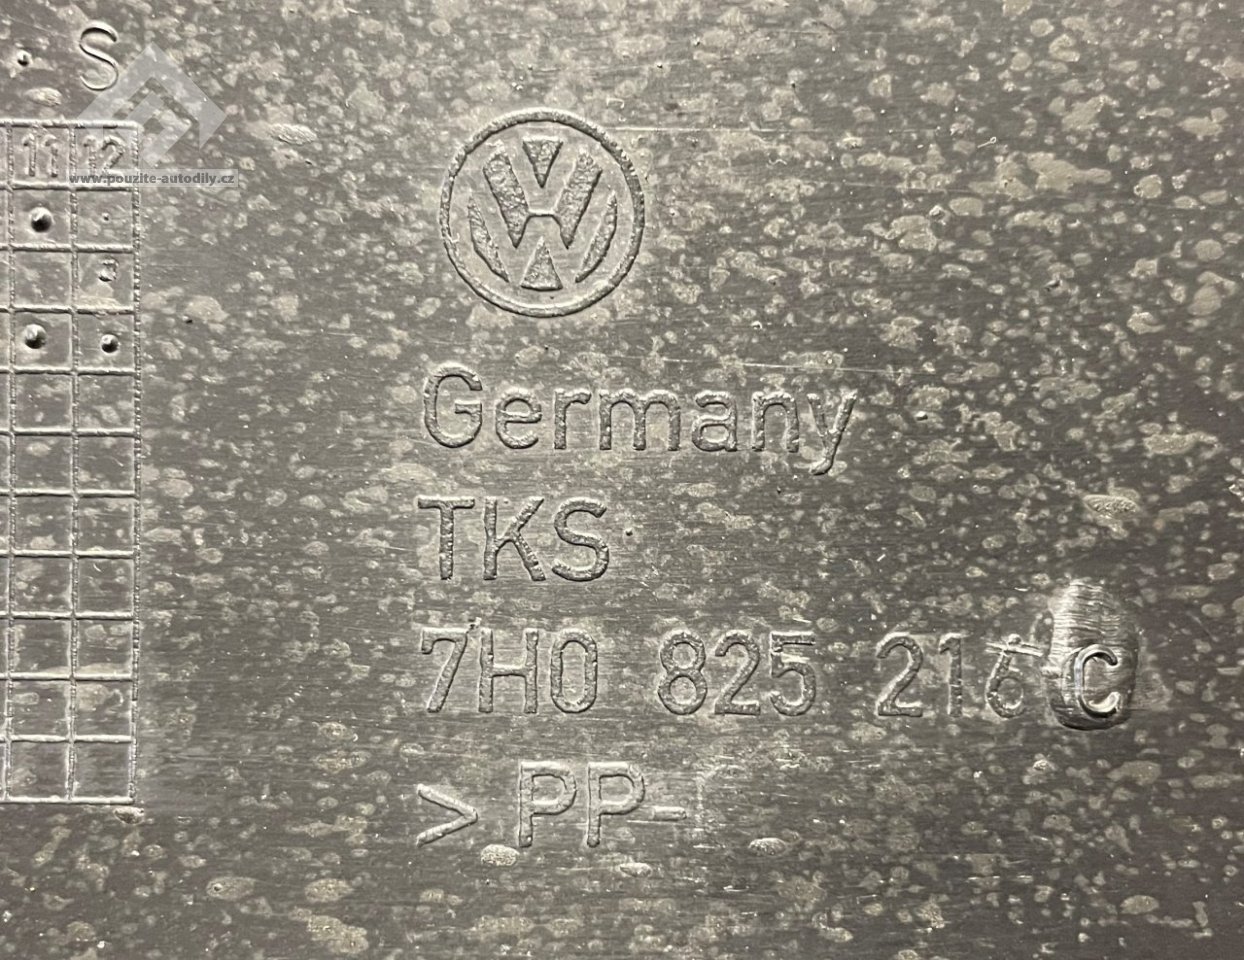 S
11 12
www.pouzite-autodily.cz
Germany
TKS
7H0 825 216 C
>PP-